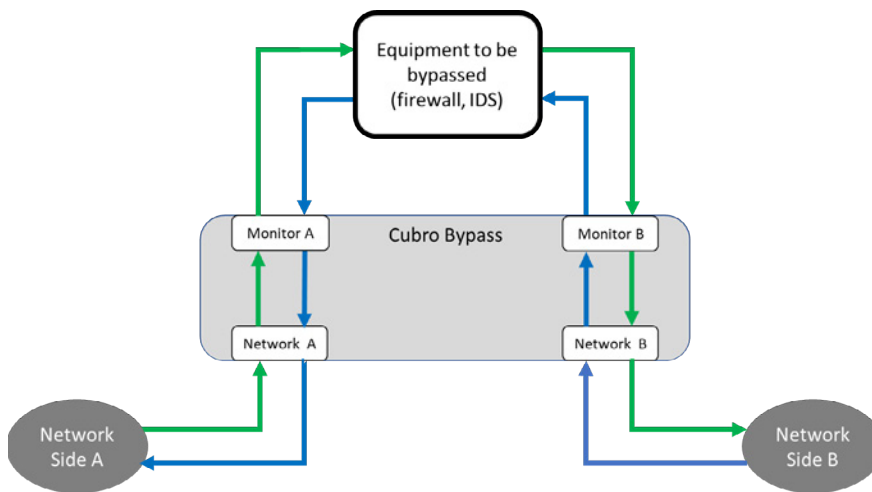 Equipment to be
bypassed
(firewall, IDS)
Monitor A
Cubro Bypass
Monitor B
Network A
Network B
Network
Side A
Network
Side B